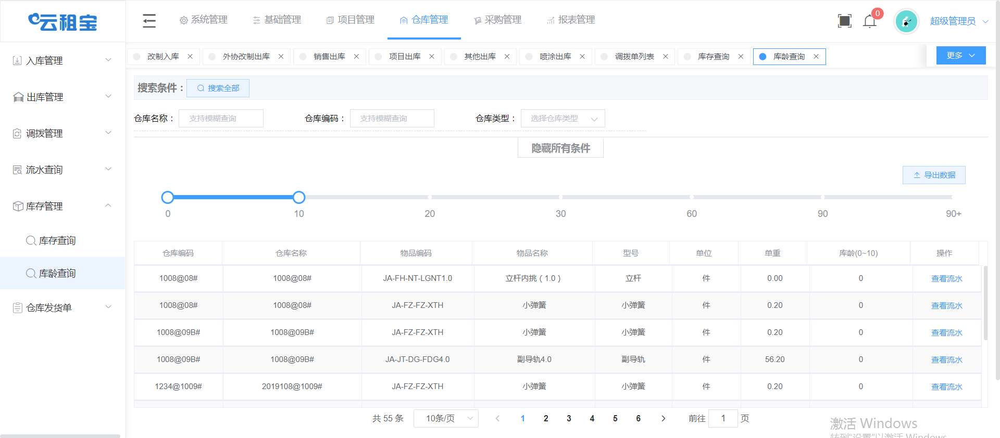 云租宝
系统管理 基础管理 项目管理 仓库管理 采购管理 报表管理
0
超级管理员
改制入库 外协改制出库 销售出库 项目出库 其他出库 喷涂出库 调拨单列表 库存查询 库龄查询
更多
入库管理
出库管理
调拨管理
流水查询
库存管理
库存查询
库龄查询
仓库发货单
搜索条件： 搜索全部
仓库名称： 支持模糊查询 仓库编码： 支持模糊查询 仓库类型： 选择仓库类型
隐藏所有条件
导出数据
0 10 20 30 60 90 90+
仓库编码 仓库名称 物品编码 物品名称 型号 单位 单重 库龄(0~10) 操作
1008@08# 1008@08# JA-FH-NT-LGNT1.0 立杆内挑（1.0） 立杆 件 0.00 0 查看流水
1008@08# 1008@08# JA-FZ-FZ-XTH 小弹簧 小弹簧 件 0.20 0 查看流水
1008@09B# 1008@09B# JA-FZ-FZ-XTH 小弹簧 小弹簧 件 0.20 0 查看流水
1008@09B# 1008@09B# JA-JT-DG-FDG4.0 副导轨4.0 副导轨 件 56.20 0 查看流水
1234@1009# 2019108@1009# JA-FZ-FZ-XTH 小弹簧 小弹簧 件 0.20 0 查看流水
共 55 条 10条/页 1 2 3 4 5 6 前往 1 页
激活 Windows
转到"设置"以激活 Windows